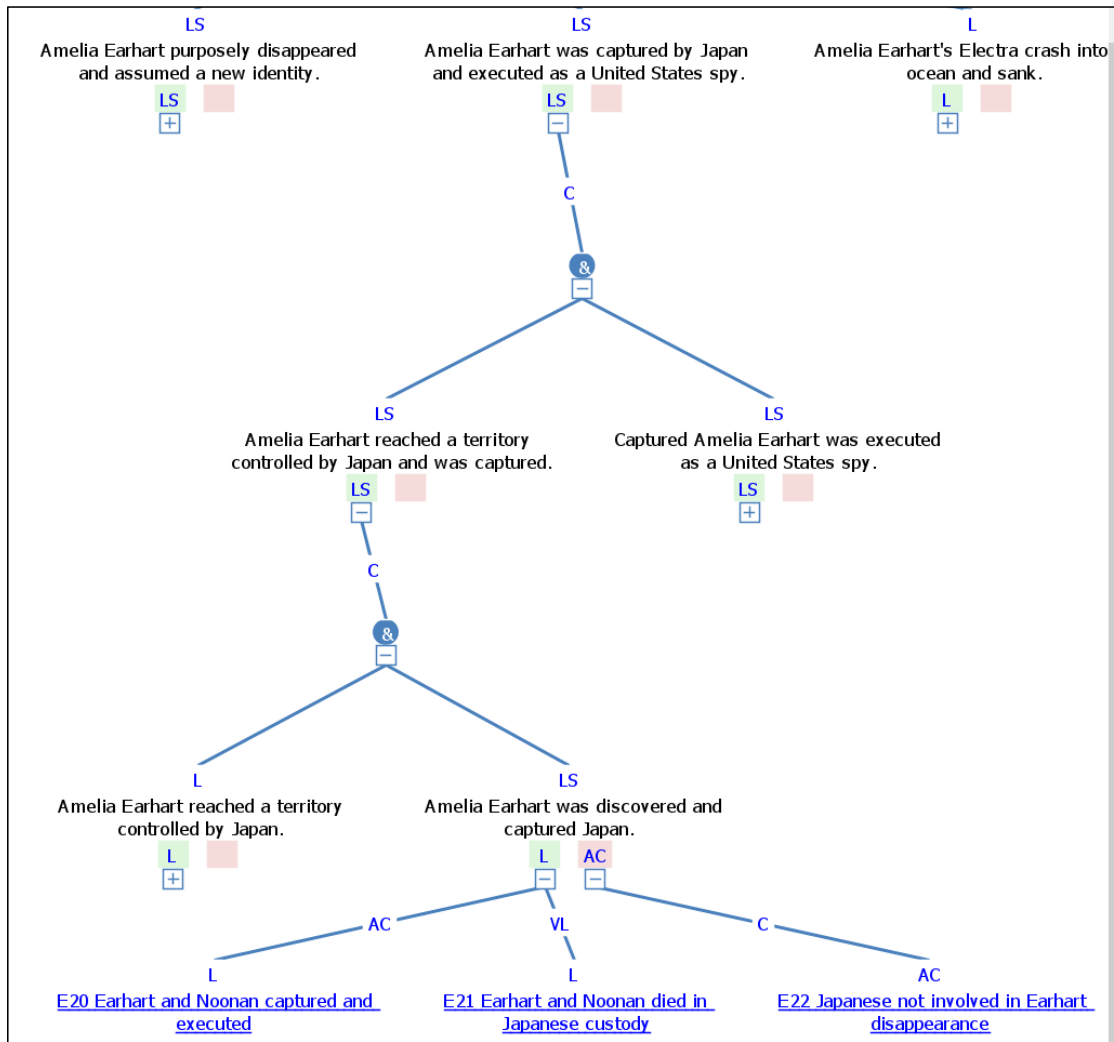 LS
LS
L
Amelia Earhart purposely disappeared
and assumed a new identity.
Amelia Earhart was captured by Japan
and executed as a United States spy.
Amelia Earhart's Electra crash into
ocean and sank.
LS
LS
L
C
&
LS
LS
Amelia Earhart reached a territory
controlled by Japan and was captured.
Captured Amelia Earhart was executed
as a United States spy.
LS
LS
C
&
L
LS
Amelia Earhart reached a territory
controlled by Japan.
Amelia Earhart was discovered and
captured Japan.
L
L
AC
AC
VL
C
L
L
AC
E20 Earhart and Noonan captured and
executed
E21 Earhart and Noonan died in
Japanese custody
E22 Japanese not involved in Earhart
disappearance